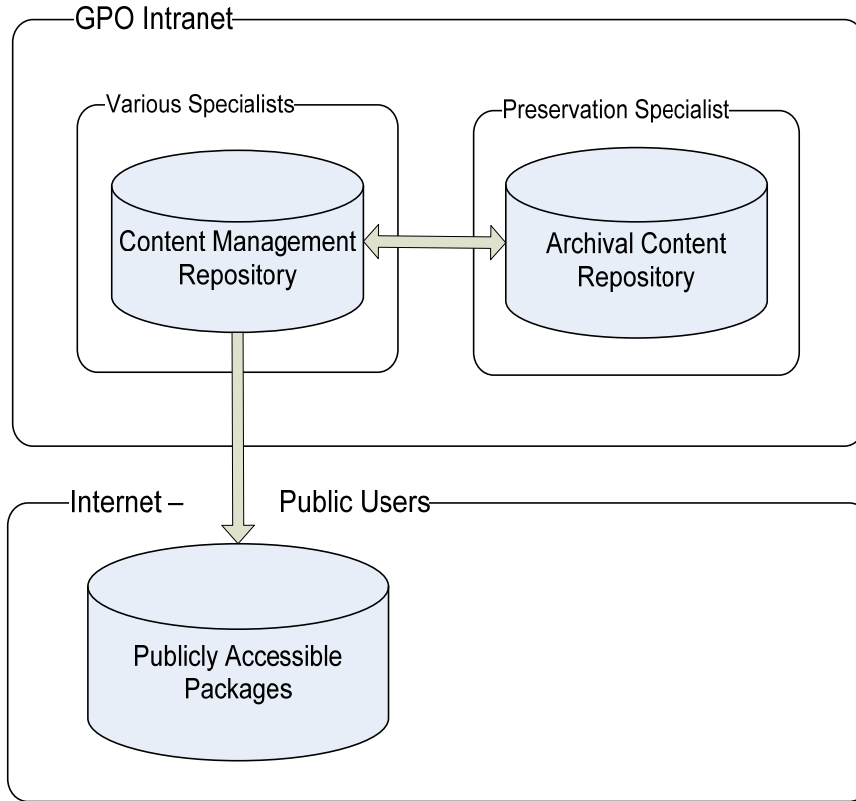 GPO Intranet
Various Specialists
Preservation Specialist
Content Management
Repository
Archival Content
Repository
Internet – Public Users
Publicly Accessible
Packages